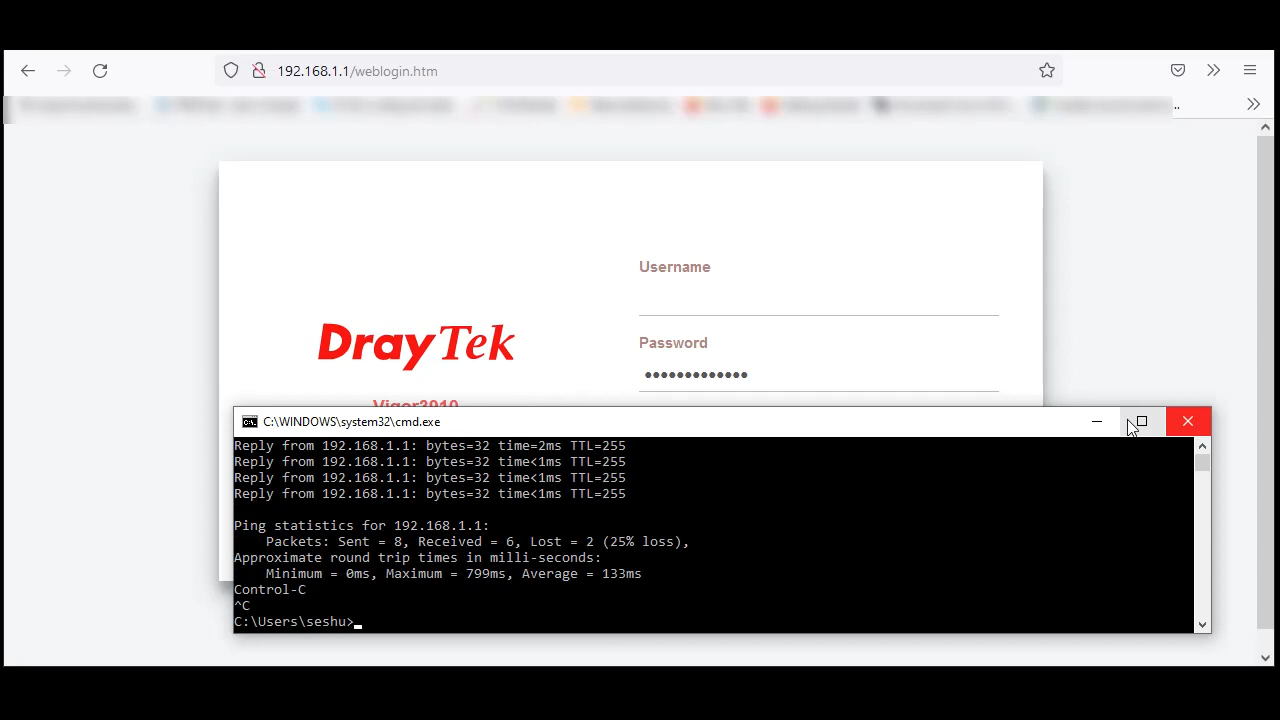 192.168.1.1/weblogin.htm
Username
DrayTek
Password
•••••••••••••
C:\WINDOWS\system32\cmd.exe
Reply from 192.168.1.1: bytes=32 time=2ms TTL=255
Reply from 192.168.1.1: bytes=32 time<1ms TTL=255
Reply from 192.168.1.1: bytes=32 time<1ms TTL=255
Reply from 192.168.1.1: bytes=32 time<1ms TTL=255
Ping statistics for 192.168.1.1:
Packets: Sent = 8, Received = 6, Lost = 2 (25% loss),
Approximate round trip times in milli-seconds:
Minimum = 0ms, Maximum = 799ms, Average = 133ms
Control-C
^C
C:\Users\seshu>